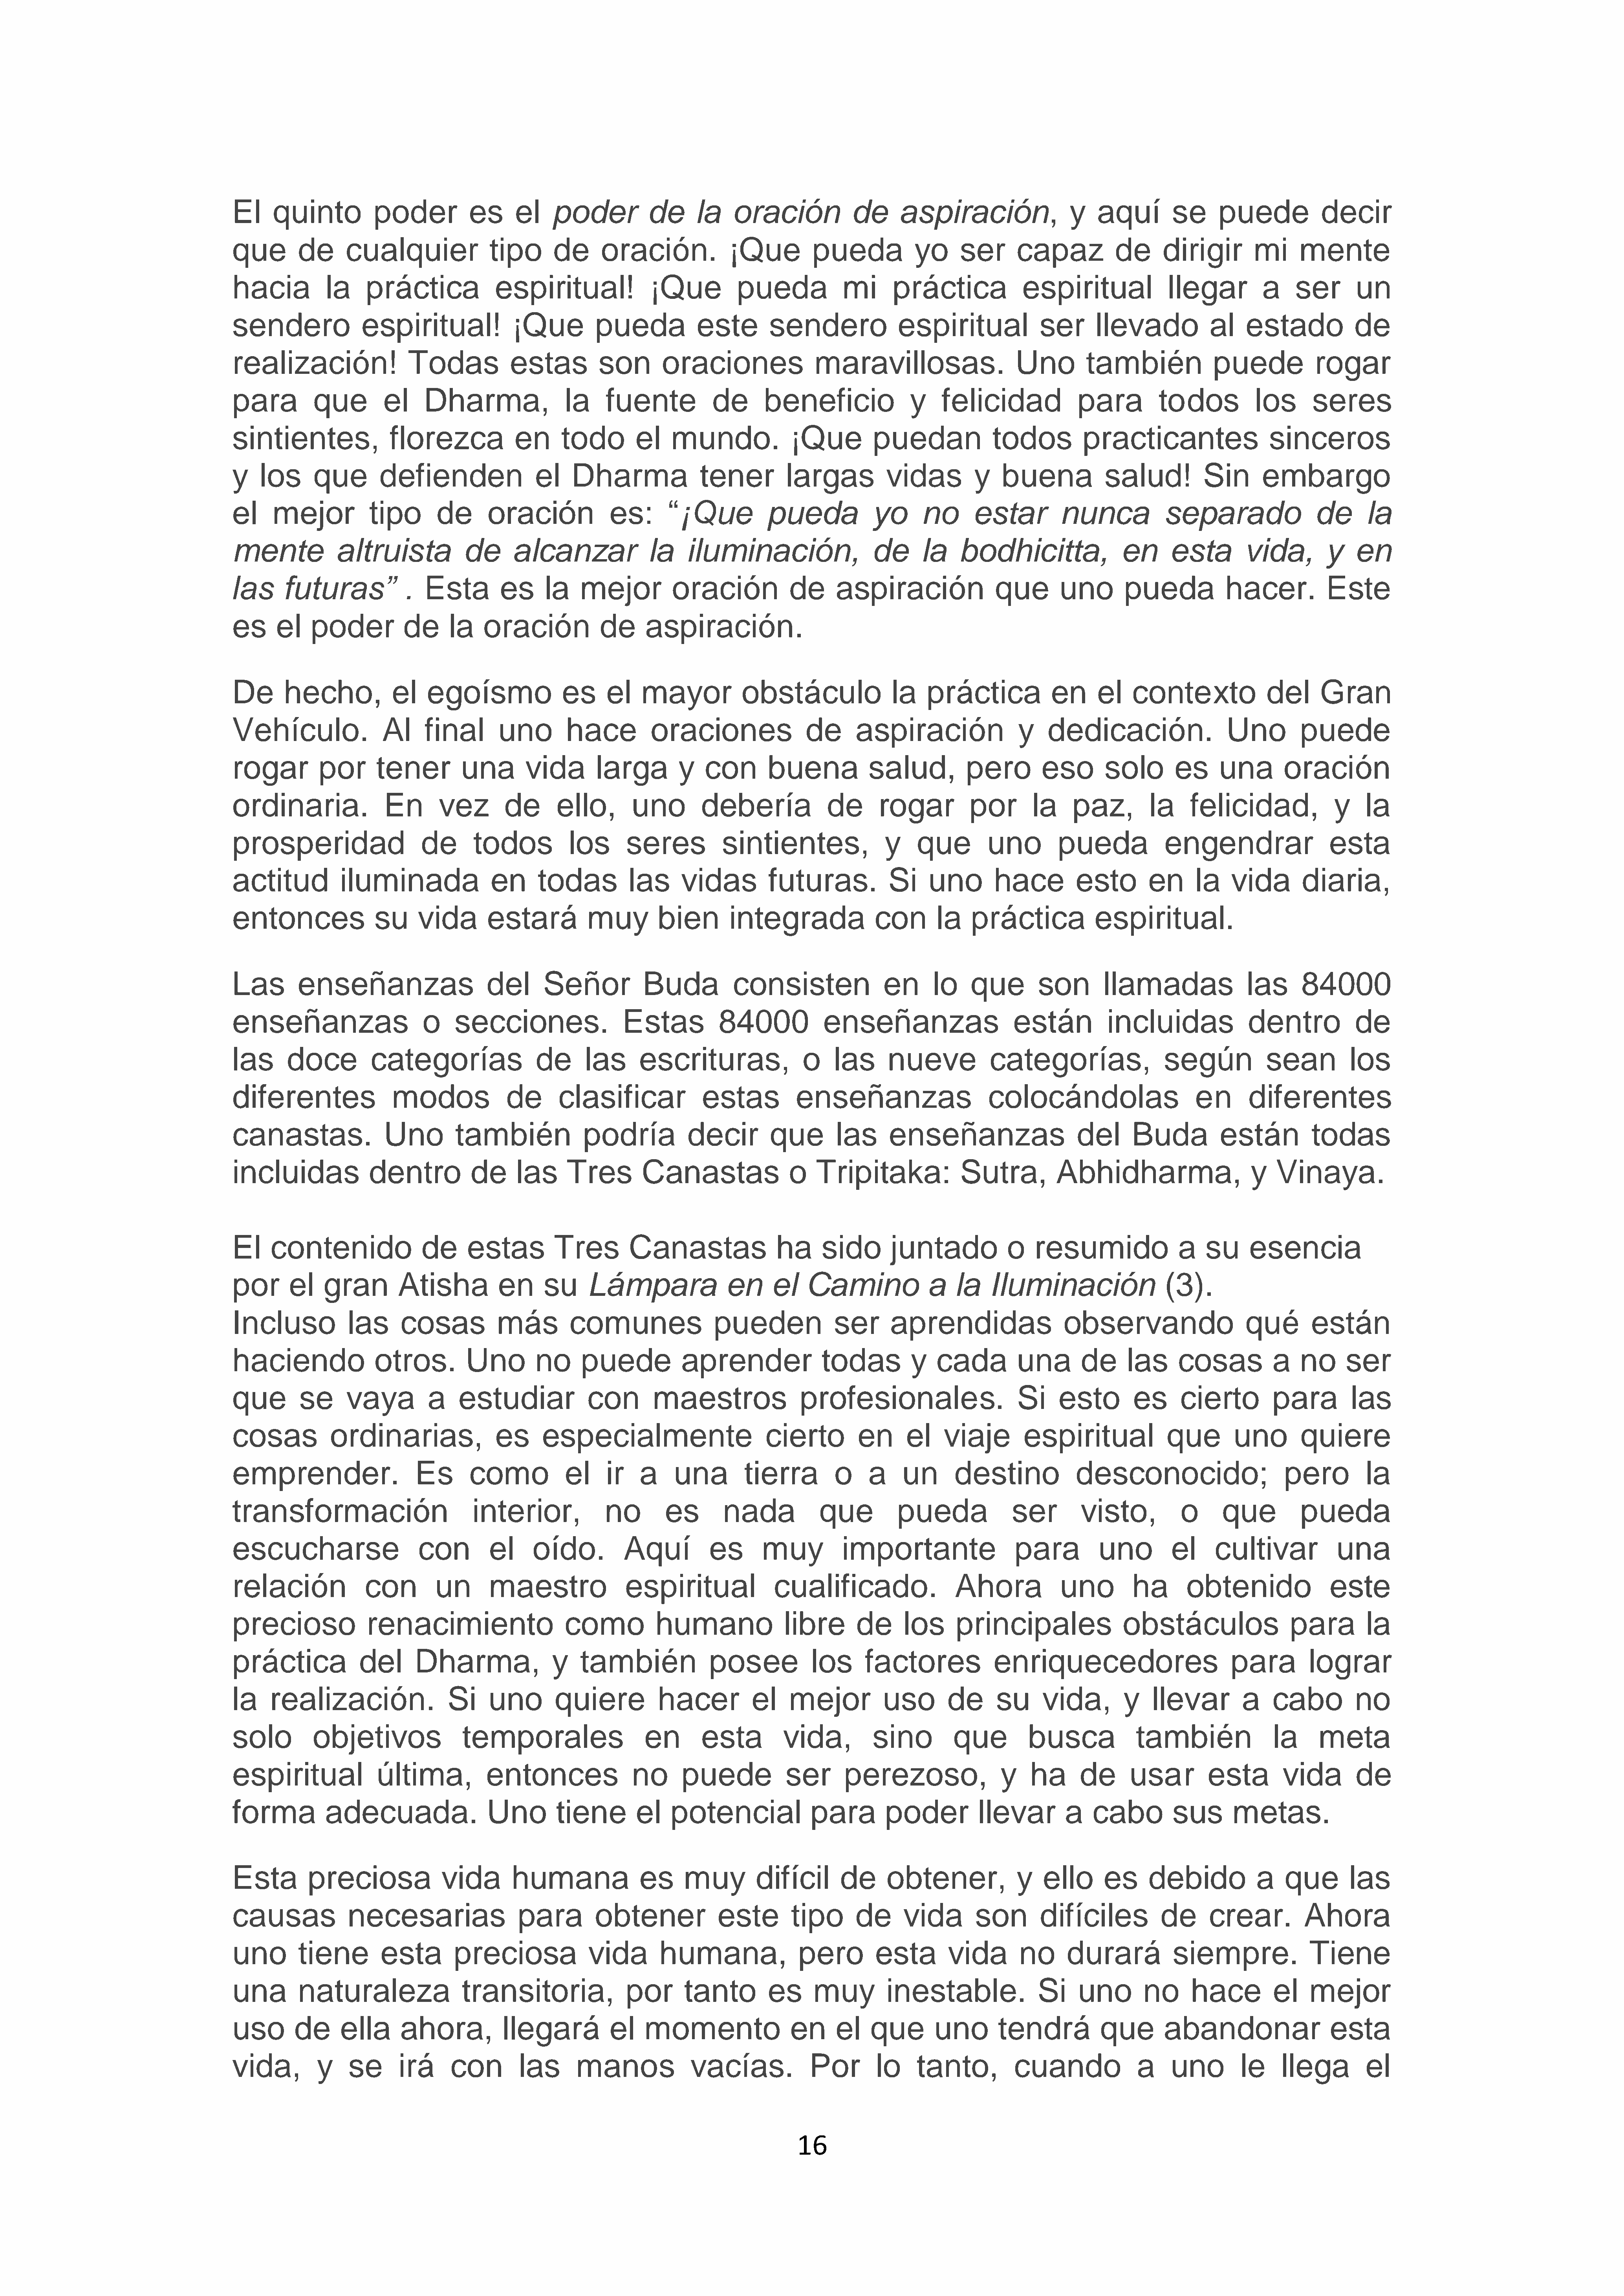 El quinto poder es el poder de la oración de aspiración, y aquí se puede decir
que de cualquier tipo de oración. ¡Que pueda yo ser capaz de dirigir mi mente
hacia la práctica espiritual! ¡Que pueda mi práctica espiritual llegar a ser un
sendero espiritual! ¡Que pueda este sendero espiritual ser llevado al estado de
realización! Todas estas son oraciones maravillosas. Uno también puede rogar
para que el Dharma, la fuente de beneficio y felicidad para todos los seres
sintientes, florezca en todo el mundo. ¡Que puedan todos practicantes sinceros
y los que defienden el Dharma tener largas vidas y buena salud! Sin embargo
el mejor tipo de oración es: “¡Que pueda yo no estar nunca separado de la
mente altruista de alcanzar la iluminación, de la bodhicitta, en esta vida, y en
las futuras” . Esta es la mejor oración de aspiración que uno pueda hacer. Este
es el poder de la oración de aspiración.
De hecho, el egoísmo es el mayor obstáculo la práctica en el contexto del Gran
Vehículo. Al final uno hace oraciones de aspiración y dedicación. Uno puede
rogar por tener una vida larga y con buena salud, pero eso solo es una oración
ordinaria. En vez de ello, uno debería de rogar por la paz, la felicidad, y la
prosperidad de todos los seres sintientes, y que uno pueda engendrar esta
actitud iluminada en todas las vidas futuras. Si uno hace esto en la vida diaria,
entonces su vida estará muy bien integrada con la práctica espiritual.
Las enseñanzas del Señor Buda consisten en lo que son llamadas las 84000
enseñanzas o secciones. Estas 84000 enseñanzas están incluidas dentro de
las doce categorías de las escrituras, o las nueve categorías, según sean los
diferentes modos de clasificar estas enseñanzas colocándolas en diferentes
canastas. Uno también podría decir que las enseñanzas del Buda están todas
incluidas dentro de las Tres Canastas o Tripitaka: Sutra, Abhidharma, y Vinaya.
El contenido de estas Tres Canastas ha sido juntado o resumido a su esencia
por el gran Atisha en su Lámpara en el Camino a la Iluminación (3).
Incluso las cosas más comunes pueden ser aprendidas observando qué están
haciendo otros. Uno no puede aprender todas y cada una de las cosas a no ser
que se vaya a estudiar con maestros profesionales. Si esto es cierto para las
cosas ordinarias, es especialmente cierto en el viaje espiritual que uno quiere
emprender. Es como el ir a una tierra o a un destino desconocido; pero la
transformación interior, no es nada que pueda ser visto, o que pueda
escucharse con el oído. Aquí es muy importante para uno el cultivar una
relación con un maestro espiritual cualificado. Ahora uno ha obtenido este
precioso renacimiento como humano libre de los principales obstáculos para la
práctica del Dharma, y también posee los factores enriquecedores para lograr
la realización. Si uno quiere hacer el mejor uso de su vida, y llevar a cabo no
solo objetivos temporales en esta vida, sino que busca también la meta
espiritual última, entonces no puede ser perezoso, y ha de usar esta vida de
forma adecuada. Uno tiene el potencial para poder llevar a cabo sus metas.
Esta preciosa vida humana es muy difícil de obtener, y ello es debido a que las
causas necesarias para obtener este tipo de vida son difíciles de crear. Ahora
uno tiene esta preciosa vida humana, pero esta vida no durará siempre. Tiene
una naturaleza transitoria, por tanto es muy inestable. Si uno no hace el mejor
uso de ella ahora, llegará el momento en el que uno tendrá que abandonar esta
vida, y se irá con las manos vacías. Por lo tanto, cuando a uno le llega el
16